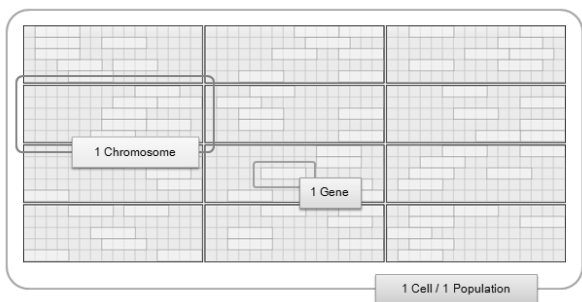 1 Chromosome
1 Gene
1 Cell / 1 Population